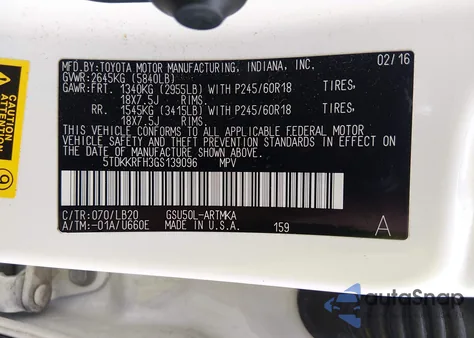 MFD.BY: TOYOTA MOTOR MANUFACTURING, INDIANA, INC. 02/16
GVWR: 2645KG (5840LB)
GAWR: FRT. 1340KG (2955LB) WITH P245/60R18 TIRES,
18X7.5J RIMS.
RR. 1545KG (3415LB) WITH P245/60R18 TIRES,
18X7.5J RIMS.
THIS VEHICLE CONFORMS TO ALL APPLICABLE FEDERAL MOTOR
VEHICLE SAFETY AND THEFT PREVENTION STANDARDS IN EFFECT
ON THE DATE OF MANUFACTURE SHOWN ABOVE.
5TDKKRFH3GS139096 MPV
C/TR: 070/LB20 GSU50L-ARTMKA
A/TM: -01A/U660E MADE IN U.S.A. 159 A
CAUTION
ATTENTION
autoSnap